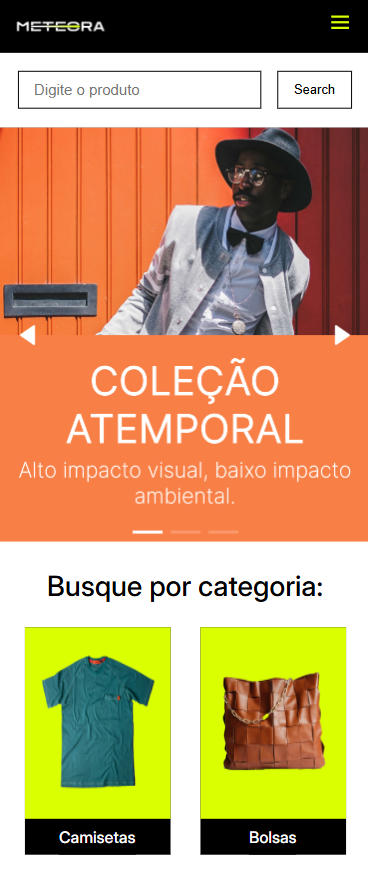 METEORA
Digite o produto
Search
COLEÇÃO
ATEMPORAL
Alto impacto visual, baixo impacto
ambiental.
Busque por categoria:
Camisetas
Bolsas